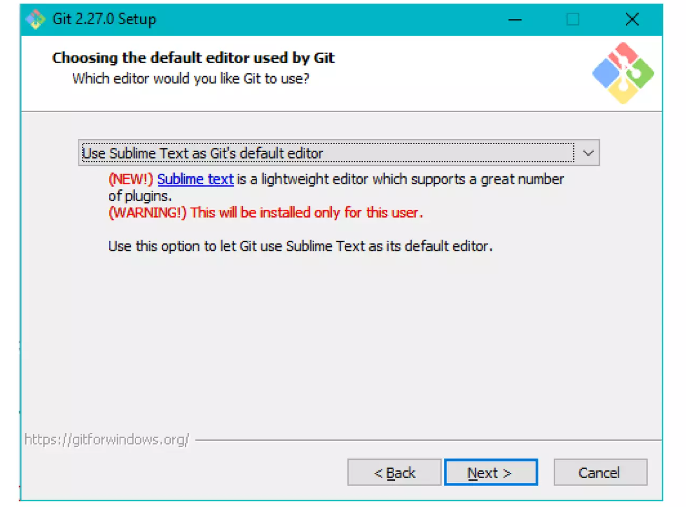 Git 2.27.0 Setup
Choosing the default editor used by Git
Which editor would you like Git to use?
Use Sublime Text as Git's default editor
(NEW!) Sublime text is a lightweight editor which supports a great number
of plugins.
(WARNING!) This will be installed only for this user.
Use this option to let Git use Sublime Text as its default editor.
https://gitforwindows.org/
< Back Next > Cancel